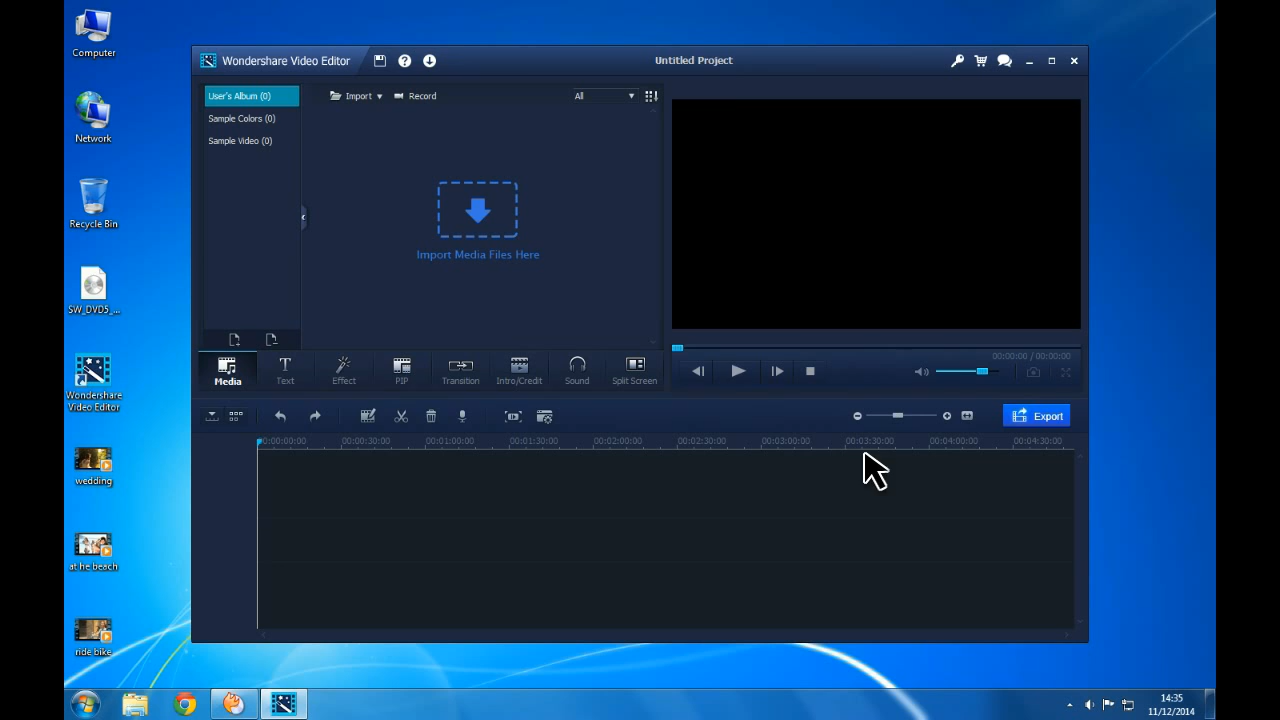 Computer
Network
Recycle Bin
SW_DVD5_...
Wondershare
Video Editor
wedding
at he beach
ride bike
Wondershare Video Editor
Untitled Project
User's Album (0)
Sample Colors (0)
Sample Video (0)
Import
Record
All
Import Media Files Here
00:00:00 / 00:00:00
Media
Text
Effect
PIP
Transition
Intro/Credit
Sound
Split Screen
Export
00:00:00:00 00:00:30:00 00:01:00:00 00:01:30:00 00:02:00:00 00:02:30:00 00:03:00:00 00:03:30:00 00:04:00:00 00:04:30:00
14:35
11/12/2014